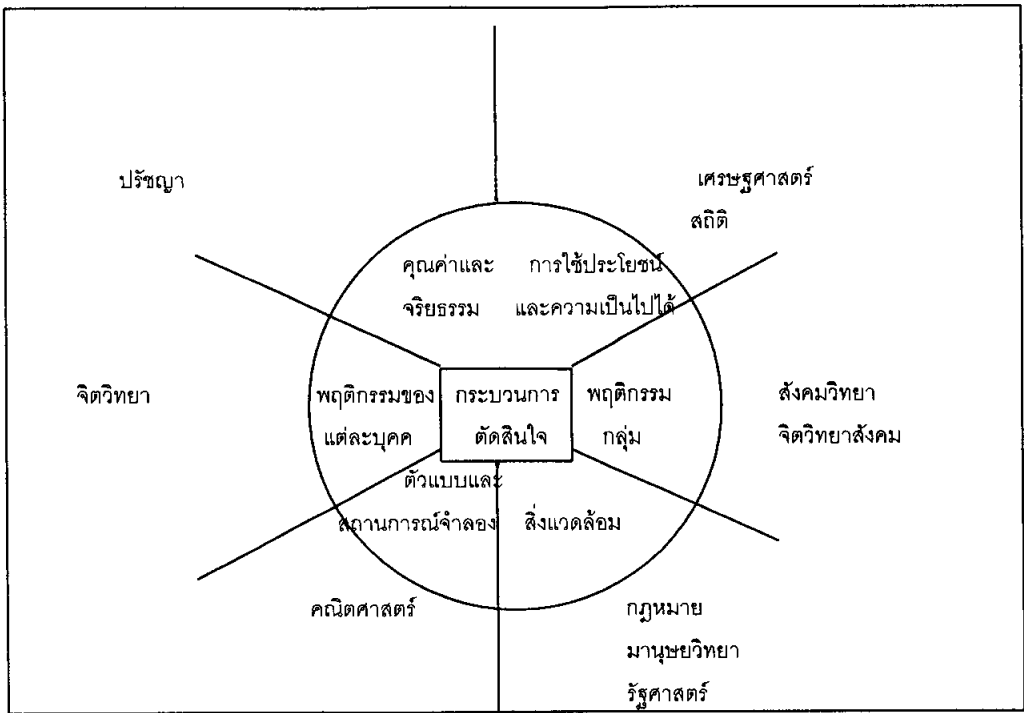 ปรัชญา
เศรษฐศาสตร์
สถิติ
คุณค่าและ
จริยธรรม
การใช้ประโยชน์
และความเป็นไปได้
จิตวิทยา
พฤติกรรมของ
แต่ละบุคค
กระบวนการ
ตัดสินใจ
พฤติกรรม
กลุ่ม
สังคมวิทยา
จิตวิทยาสังคม
ตัวแบบและ
สถานการณ์จำลอง
สิ่งแวดล้อม
คณิตศาสตร์
กฎหมาย
มานุษยวิทยา
รัฐศาสตร์